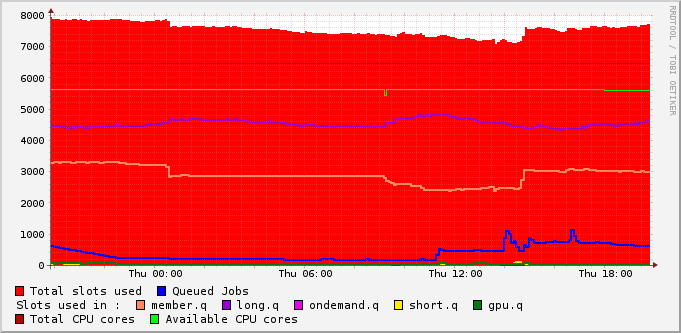 8000
7000
6000
5000
4000
3000
2000
1000
0
Thu 00:00 Thu 06:00 Thu 12:00 Thu 18:00
RRDTOOL / TOBI OETIKER
Total slots used Queued Jobs
Slots used in : member.q long.q ondemand.q short.q gpu.q
Total CPU cores Available CPU cores